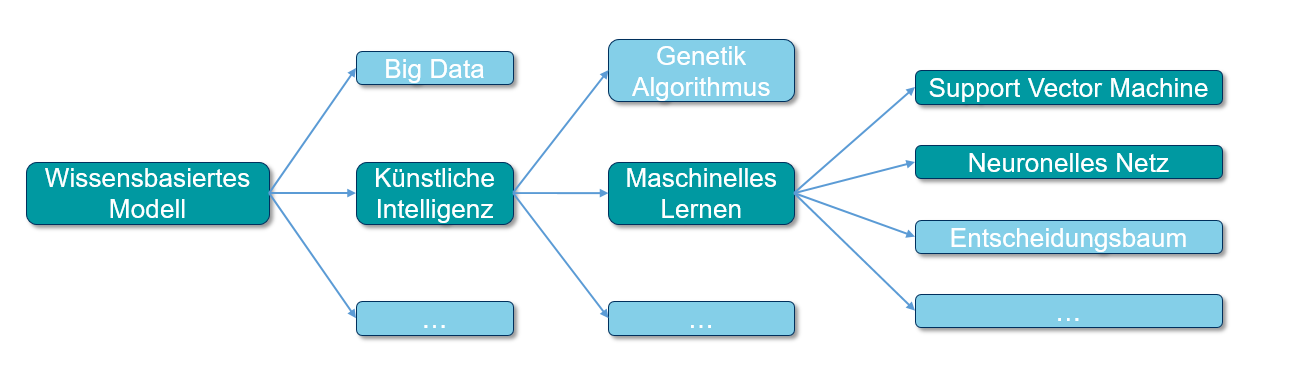 Wissensbasiertes
Modell
Big Data
Künstliche
Intelligenz
...
Genetik
Algorithmus
Maschinelles
Lernen
...
Support Vector Machine
Neuronelles Netz
Entscheidungsbaum
...